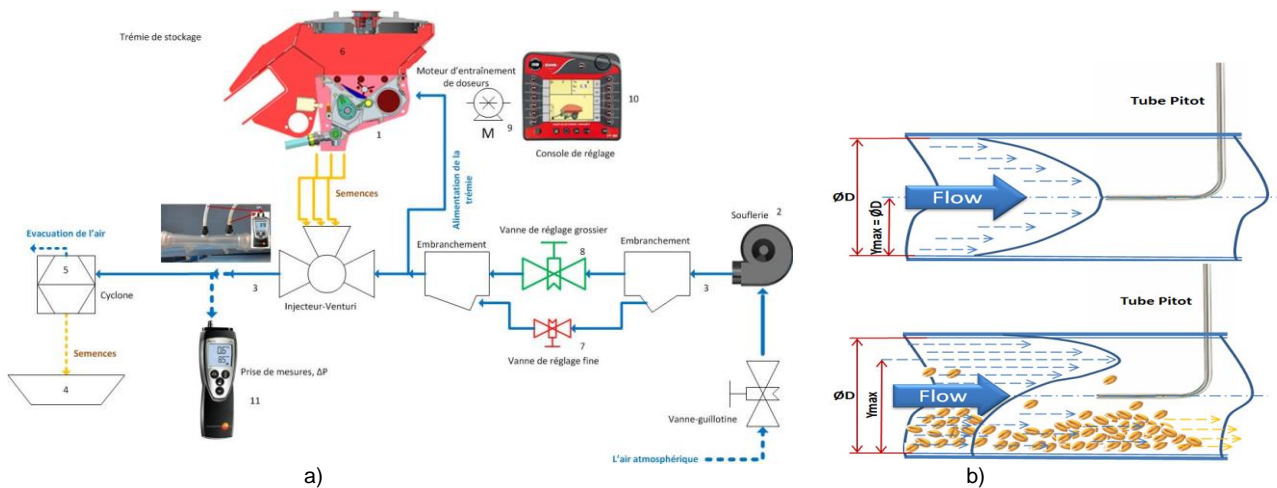 Trémie de stockage
6
Moteur d'entraînement
de doseurs
1
M
9
10
Console de réglage
Semences
Alimentation de la
trémie
Evacuation de l'air
5
Cyclone
3
Injecteur-Venturi
Embranchement
Vanne de réglage grossier
8
Embranchement
3
Souflerie
2
7
Vanne de réglage fine
Semences
4
Prise de mesures, ΔP
11
Vanne-guillotine
L'air atmosphérique
a)
Tube Pitot
ØD
Ymax = ØD
Flow
Tube Pitot
ØD
Ymax
Flow
b)